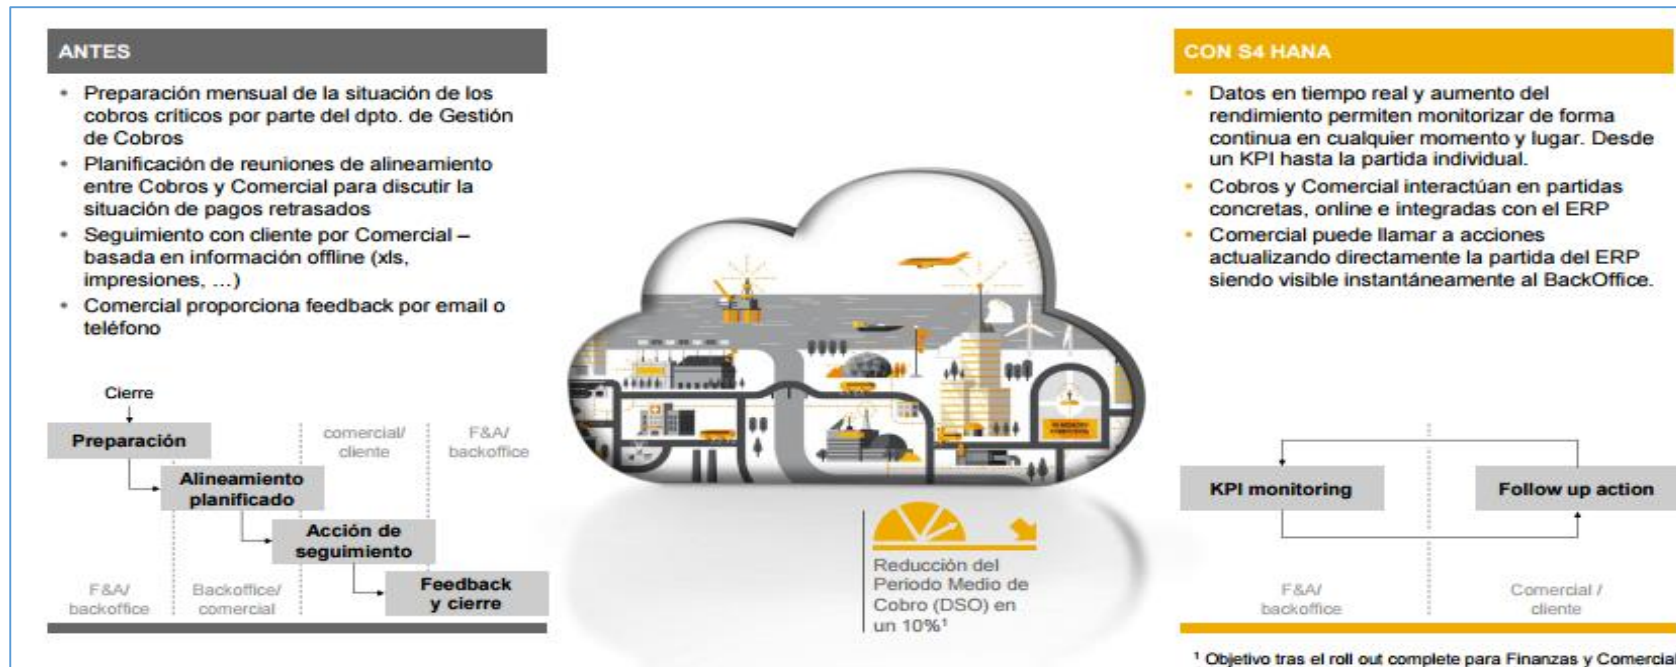 ANTES
• Preparación mensual de la situación de los
cobros críticos por parte del dpto. de Gestión
de Cobros
• Planificación de reuniones de alineamiento
entre Cobros y Comercial para discutir la
situación de pagos retrasados
• Seguimiento con cliente por Comercial –
basada en información offline (xls,
impresiones, …)
• Comercial proporciona feedback por email o
teléfono
Cierre
Preparación
Alineamiento
planificado
comercial/
cliente
F&A/
backoffice
Acción de
seguimiento
Feedback
y cierre
F&A/
backoffice
Backoffice/
comercial
Reducción del
Periodo Medio de
Cobro (DSO) en
un 10%¹
CON S4 HANA
• Datos en tiempo real y aumento del
rendimiento permiten monitorizar de forma
continua en cualquier momento y lugar. Desde
un KPI hasta la partida individual.
• Cobros y Comercial interactúan en partidas
concretas, online e integradas con el ERP
• Comercial puede llamar a acciones
actualizando directamente la partida del ERP
siendo visible instantáneamente al BackOffice.
KPI monitoring
Follow up action
F&A/
backoffice
Comercial /
cliente
¹ Objetivo tras el roll out complete para Finanzas y Comercial